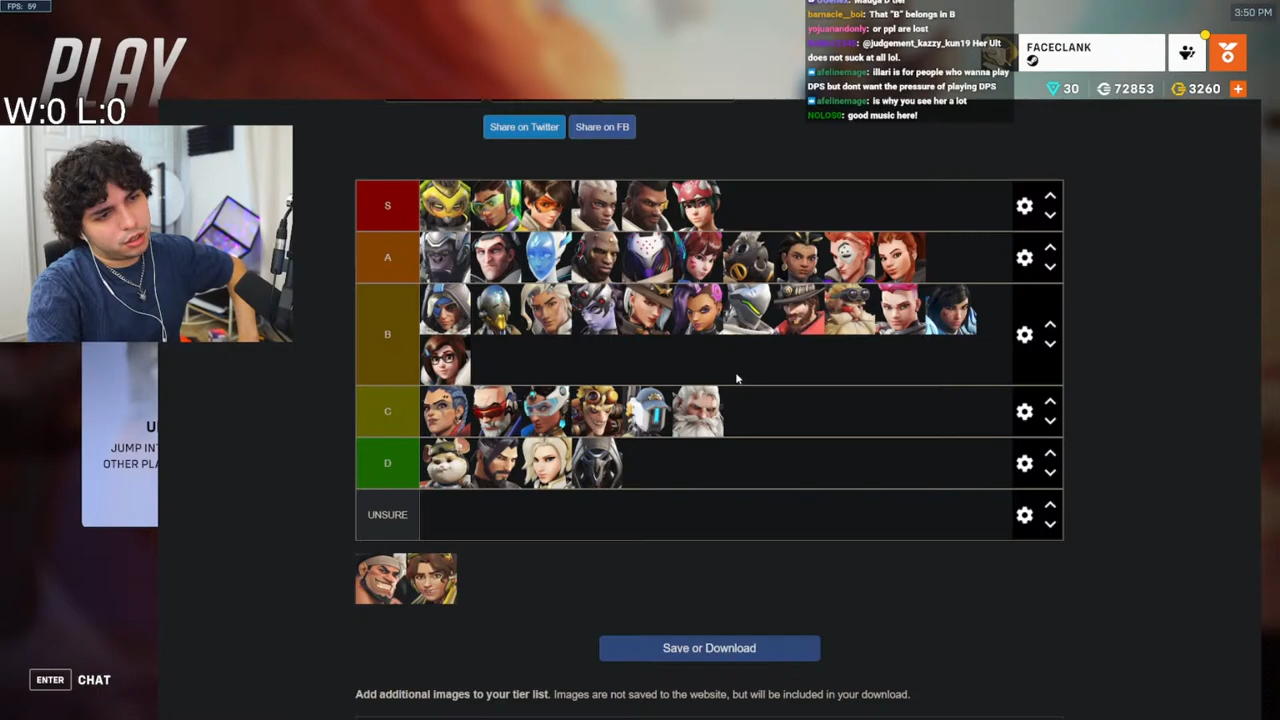 FPS: 59
3:50 PM
PLAY
W:0 L:0
barnacle__boi: That "B" belongs in B
yojuanandonly: or ppl are lost
@judgement_kazzy_kun19 Her Ult
does not suck at all lol.
afelinemage: illari is for people who wanna play
DPS but dont want the pressure of playing DPS
afelinemage: is why you see her a lot
NOLOS0: good music here!
FACECLANK
30
72853
3260
Share on Twitter
Share on FB
S
A
B
C
D
UNSURE
U
JUMP IN
OTHER PLA
Save or Download
ENTER CHAT
Add additional images to your tier list. Images are not saved to the website, but will be included in your download.